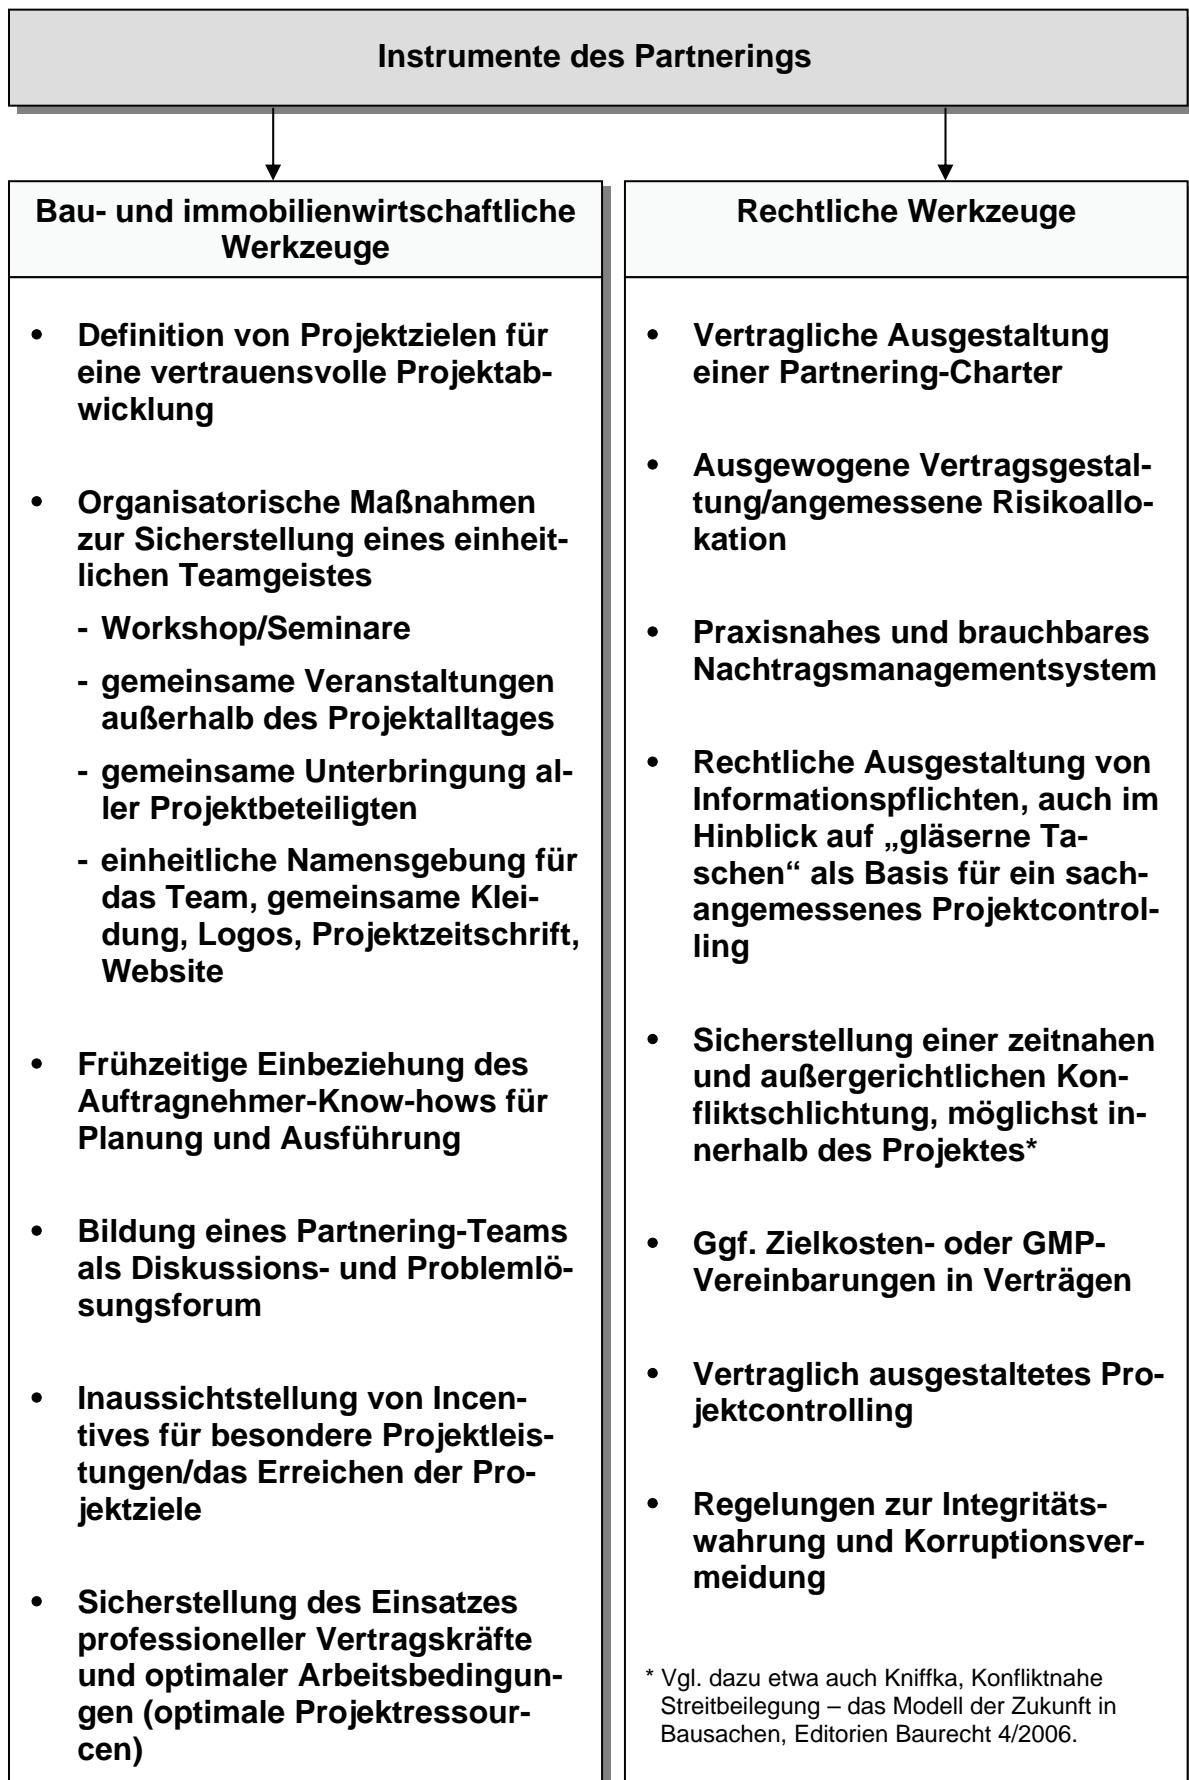 Instrumente des Partnerings
Bau- und immobilienwirtschaftliche
Werkzeuge
• Definition von Projektzielen für
eine vertrauensvolle Projektab-
wicklung
• Organisatorische Maßnahmen
zur Sicherstellung eines einheit-
lichen Teamgeistes
- Workshop/Seminare
- gemeinsame Veranstaltungen
außerhalb des Projektalltages
- gemeinsame Unterbringung al-
ler Projektbeteiligten
- einheitliche Namensgebung für
das Team, gemeinsame Klei-
dung, Logos, Projektzeitschrift,
Website
• Frühzeitige Einbeziehung des
Auftragnehmer-Know-hows für
Planung und Ausführung
• Bildung eines Partnering-Teams
als Diskussions- und Problemlö-
sungsforum
• Inaussichtstellung von Incen-
tives für besondere Projektleis-
tungen/das Erreichen der Pro-
jektziele
• Sicherstellung des Einsatzes
professioneller Vertragskräfte
und optimaler Arbeitsbedingun-
gen (optimale Projektressour-
cen)
Rechtliche Werkzeuge
• Vertragliche Ausgestaltung
einer Partnering-Charter
• Ausgewogene Vertragsgestal-
tung/angemessene Risikoallo-
kation
• Praxisnahes und brauchbares
Nachtragsmanagementsystem
• Rechtliche Ausgestaltung von
Informationspflichten, auch im
Hinblick auf „gläserne Ta-
schen“ als Basis für ein sach-
angemessenes Projektcontrol-
ling
• Sicherstellung einer zeitnahen
und außergerichtlichen Kon-
fliktschlichtung, möglichst in-
nerhalb des Projektes*
• Ggf. Zielkosten- oder GMP-
Vereinbarungen in Verträgen
• Vertraglich ausgestaltetes Pro-
jektcontrolling
• Regelungen zur Integritäts-
wahrung und Korruptionsver-
meidung
* Vgl. dazu etwa auch Kniffka, Konfliktnahe
Streitbeilegung – das Modell der Zukunft in
Bausachen, Editorien Baurecht 4/2006.